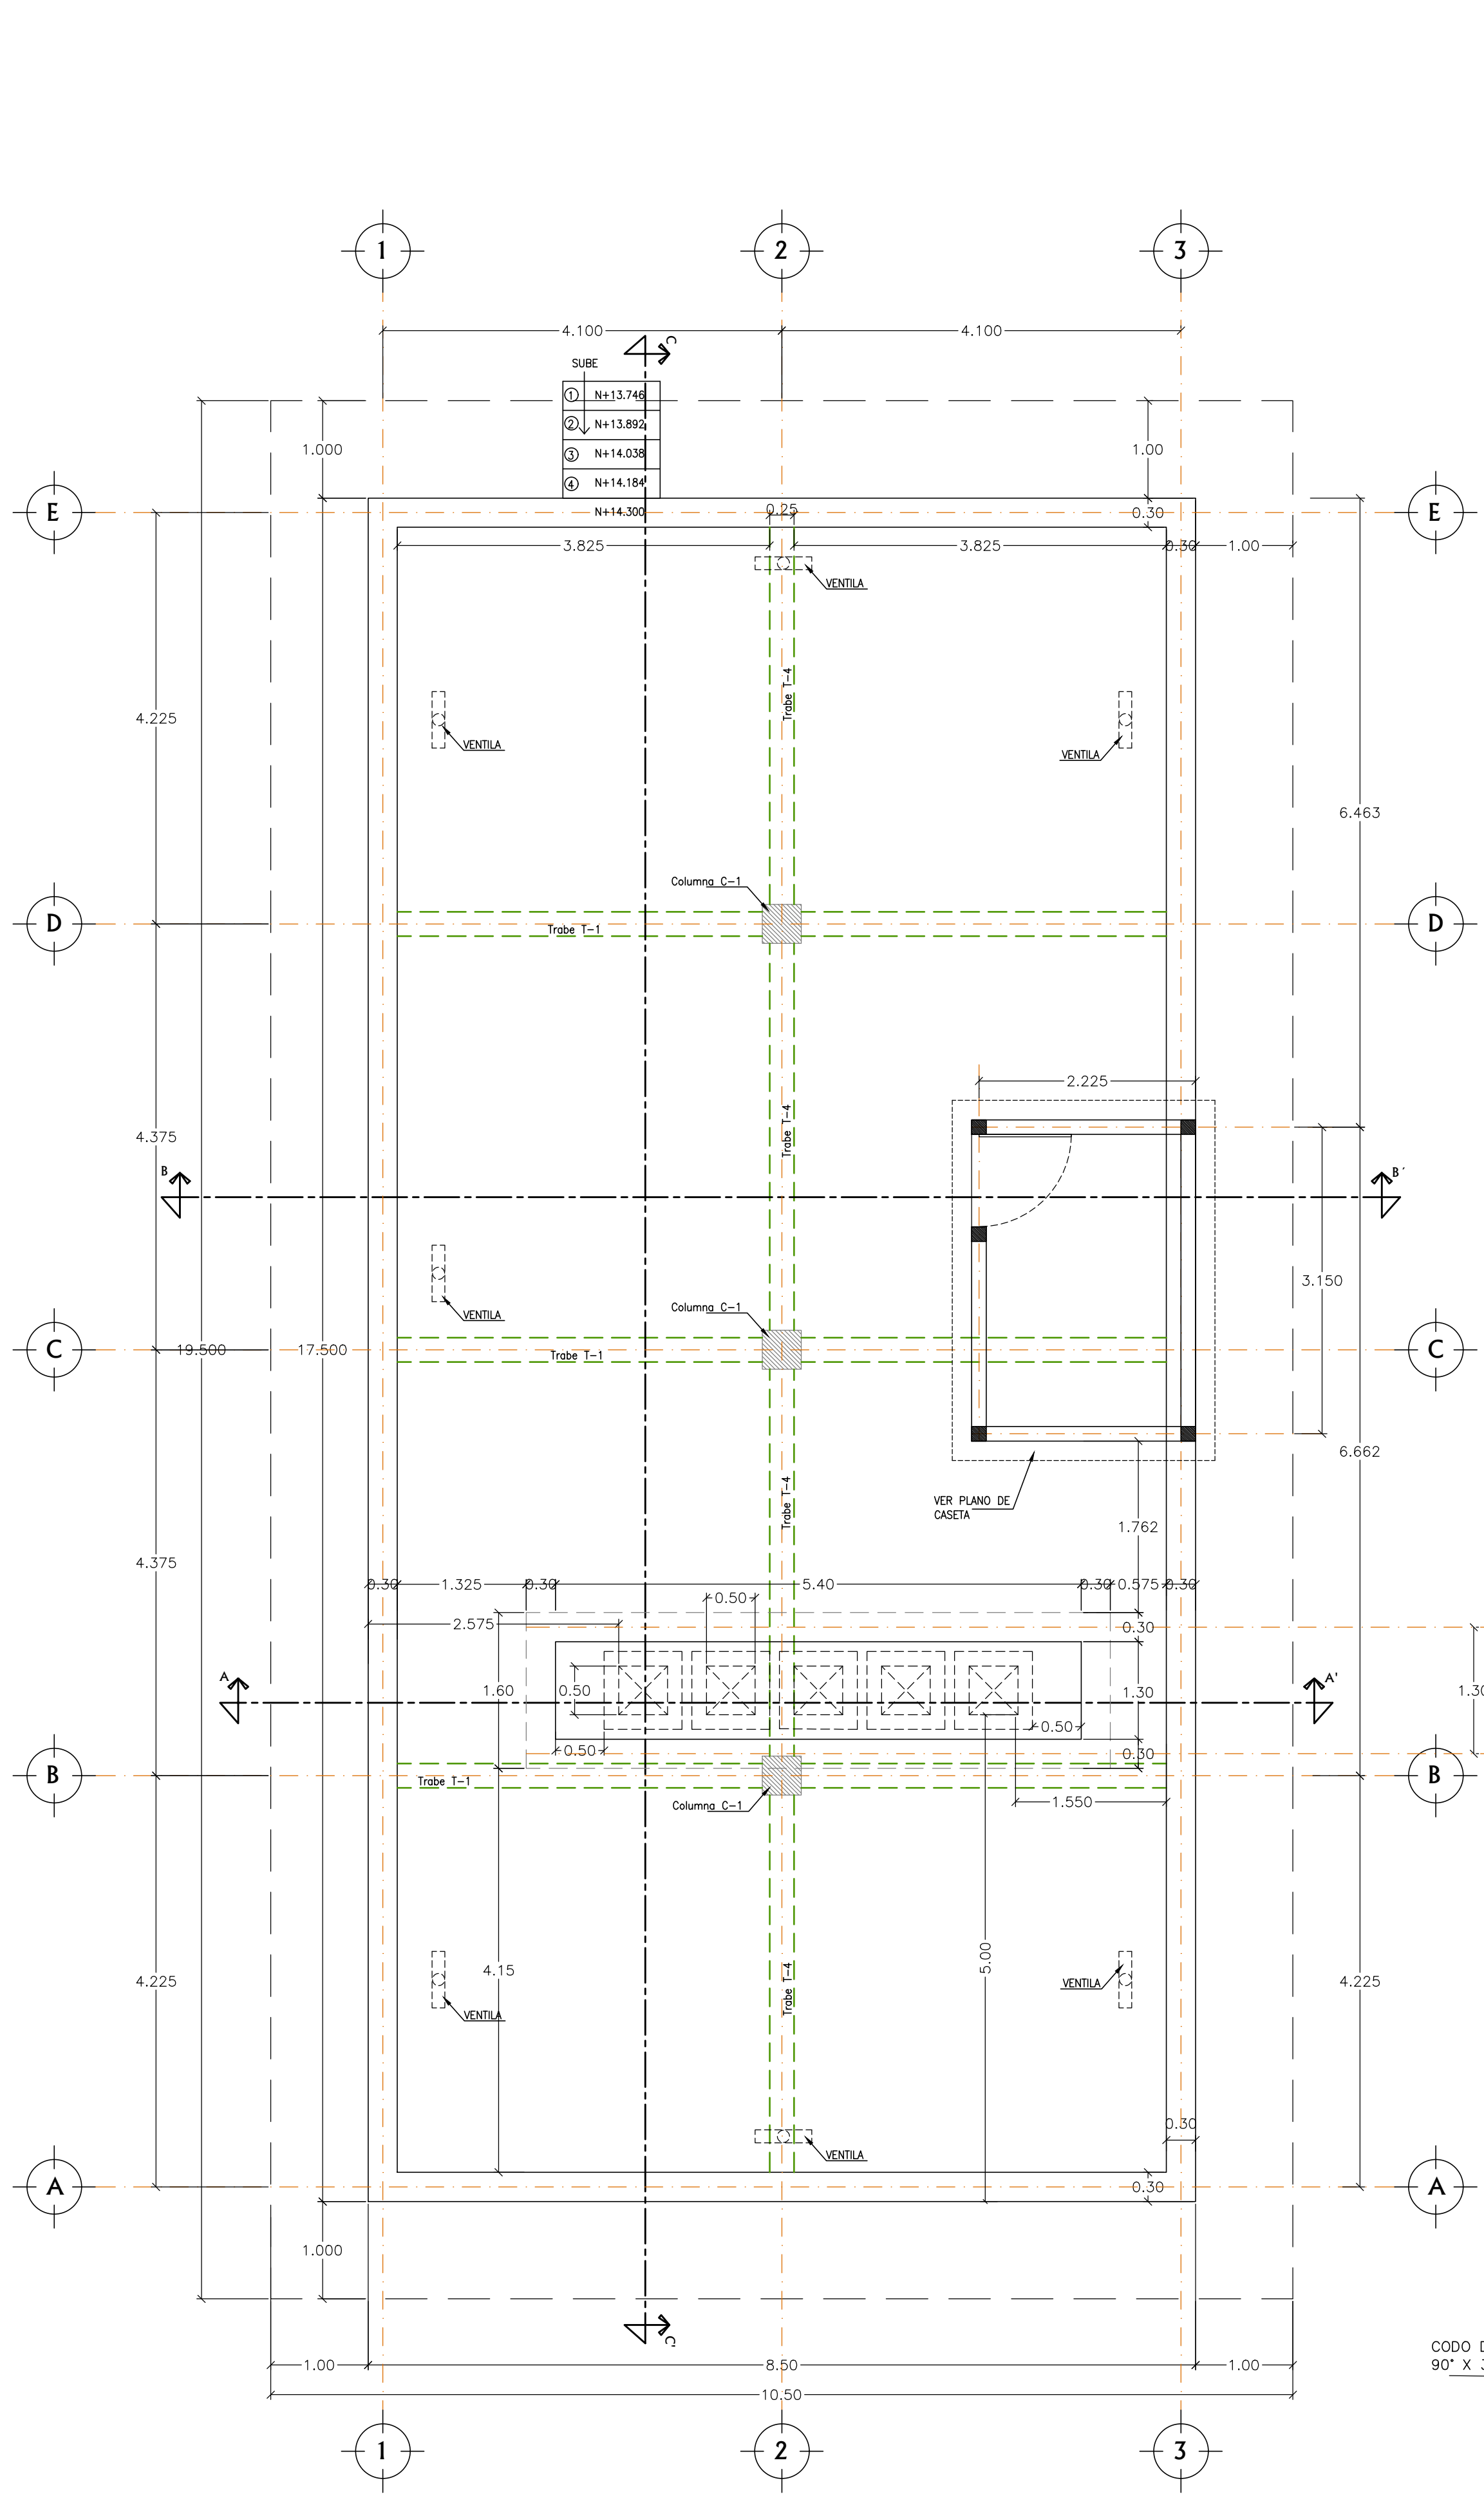 1
2
3
4.100
4.100
C
SUBE
1 N+13.746
2 N+13.892
3 N+14.038
4 N+14.184
N+14.300
1.000
1.00
E
E
0.25
0.30
3.825
3.825
0.30
1.00
VENTILA
Trabe T-4
4.225
VENTILA
VENTILA
6.463
Columna C-1
D
D
Trabe T-1
2.225
Trabe T-4
4.375
B
B´
3.150
VENTILA
Columna C-1
C
19.500
17.500
Trabe T-1
C
6.662
Trabe T-4
VER PLANO DE
CASETA
1.762
4.375
0.30
1.325
0.30
5.40
0.30
0.575
0.30
0.50
2.575
0.30
A
A'
1.60
0.50
1.30
1.30
0.50
0.50
0.30
B
B
Trabe T-1
Columna C-1
1.550
4.15
5.00
Trabe T-4
4.225
VENTILA
VENTILA
4.225
0.30
VENTILA
A
A
0.30
1.000
C'
CODO
90° X
1.00
8.50
1.00
10.50
1
2
3